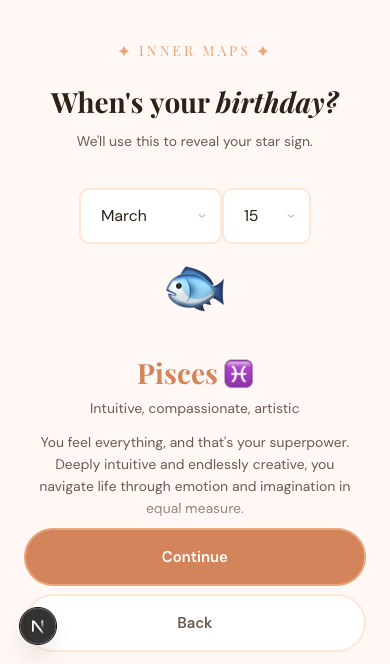 ✦ INNER MAPS ✦
When's your birthday?
We'll use this to reveal your star sign.
March 15
Pisces ♓
Intuitive, compassionate, artistic
You feel everything, and that's your superpower.
Deeply intuitive and endlessly creative, you
navigate life through emotion and imagination in
equal measure.
Continue
N
Back